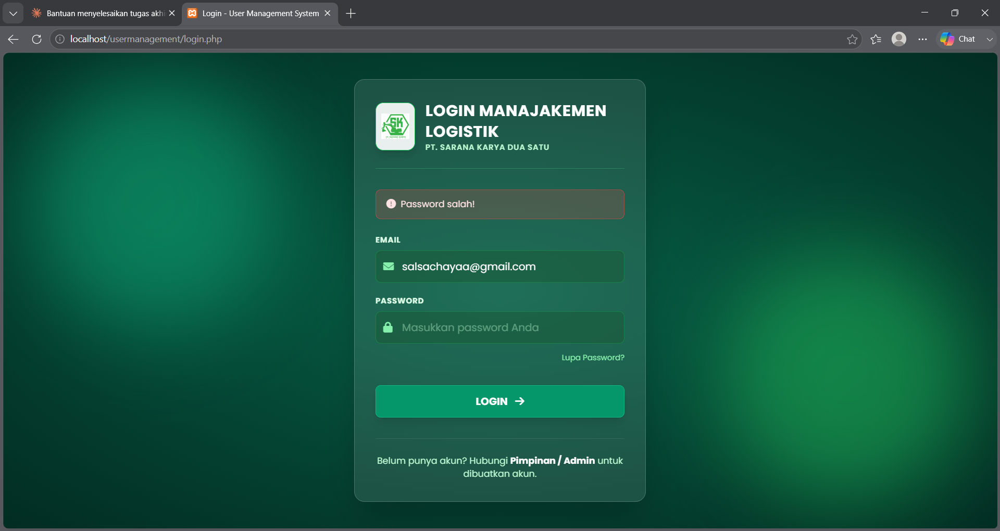 Bantuan menyelesaikan tugas akhi
Login - User Management System
localhost/usermanagement/login.php
Chat
SK
LOGIN MANAJAKEMEN
LOGISTIK
PT. SARANA KARYA DUA SATU
Password salah!
EMAIL
salsachayaa@gmail.com
PASSWORD
Masukkan password Anda
Lupa Password?
LOGIN
Belum punya akun? Hubungi Pimpinan / Admin untuk
dibuatkan akun.